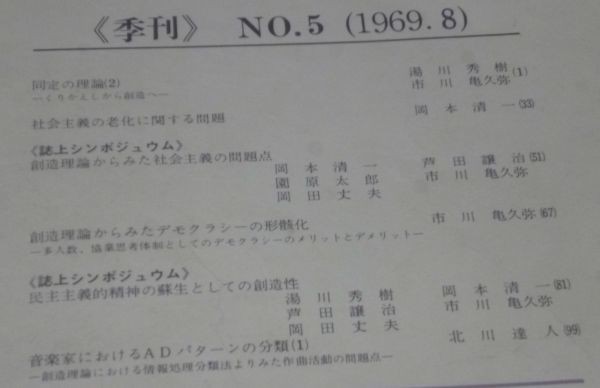 《季刊》 NO.5 (1969.8)
同定の理論(2) 湯川秀樹
―くりかえしから創造へ― 市川亀久弥(1)
社会主義の老化に関する問題 岡本清一(33)
《誌上シンポジュウム》
創造理論からみた社会主義の問題点 岡本清一 芦田譲治(51)
園原太郎 市川亀久弥
岡田丈夫
創造理論からみたデモクラシーの形骸化 市川亀久弥(67)
―多人数、協業思考体制としてのデモクラシーのメリットとデメリット―
《誌上シンポジュウム》
民主主義的精神の蘇生としての創造性 湯川秀樹 岡本清一(81)
芦田譲治 市川亀久弥
岡田丈夫
音楽家におけるADパターンの分類(1) 北川達人(99)
―創造理論における情報処理分類法よりみた作曲活動の問題点―